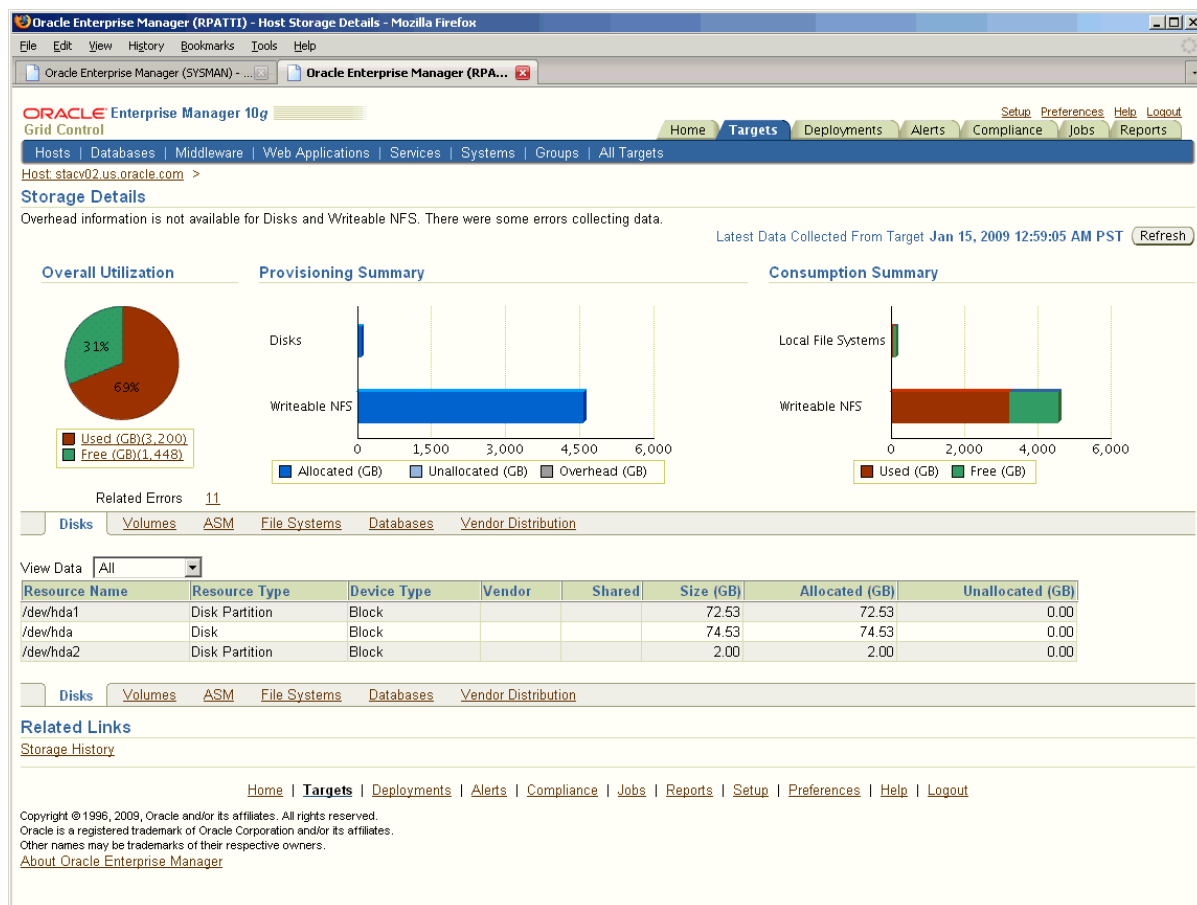 Oracle Enterprise Manager (RPATTI) - Host Storage Details - Mozilla Firefox
File Edit View History Bookmarks Tools Help
Oracle Enterprise Manager (SYSMAN) - ... Oracle Enterprise Manager (RPA...
ORACLE Enterprise Manager 10g
Setup Preferences Help Logout
Grid Control
Home Targets Deployments Alerts Compliance Jobs Reports
Hosts | Databases | Middleware | Web Applications | Services | Systems | Groups | All Targets
Host: stacv02.us.oracle.com >
Storage Details
Overhead information is not available for Disks and Writeable NFS. There were some errors collecting data.
Latest Data Collected From Target Jan 15, 2009 12:59:05 AM PST Refresh
Overall Utilization
31%
69%
Used (GB)(3,200)
Free (GB)(1,448)
Provisioning Summary
Disks
Writeable NFS
0 1,500 3,000 4,500 6,000
Allocated (GB) Unallocated (GB) Overhead (GB)
Consumption Summary
Local File Systems
Writeable NFS
0 2,000 4,000 6,000
Used (GB) Free (GB)
Related Errors 11
Disks Volumes ASM File Systems Databases Vendor Distribution
View Data All
Resource Name Resource Type Device Type Vendor Shared Size (GB) Allocated (GB) Unallocated (GB)
/dev/hda1 Disk Partition Block 72.53 72.53 0.00
/dev/hda Disk Block 74.53 74.53 0.00
/dev/hda2 Disk Partition Block 2.00 2.00 0.00
Disks Volumes ASM File Systems Databases Vendor Distribution
Related Links
Storage History
Home | Targets | Deployments | Alerts | Compliance | Jobs | Reports | Setup | Preferences | Help | Logout
Copyright © 1996, 2009, Oracle and/or its affiliates. All rights reserved.
Oracle is a registered trademark of Oracle Corporation and/or its affiliates.
Other names may be trademarks of their respective owners.
About Oracle Enterprise Manager